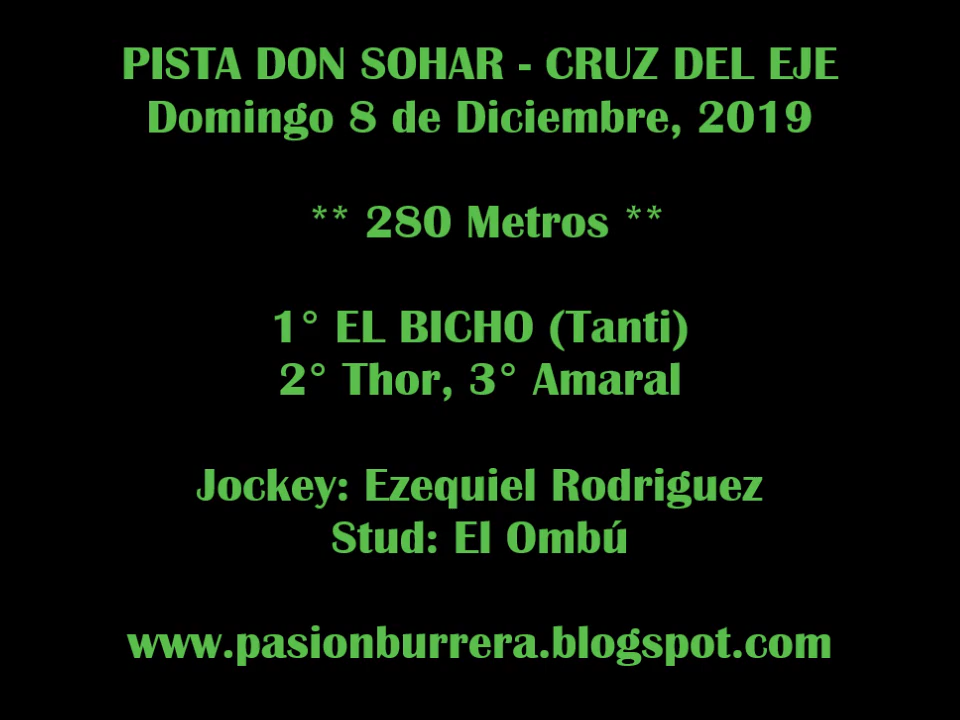 PISTA DON SOHAR - CRUZ DEL EJE
Domingo 8 de Diciembre, 2019
** 280 Metros **
1° EL BICHO (Tanti)
2° Thor, 3° Amaral
Jockey: Ezequiel Rodriguez
Stud: El Ombú
www.pasionburrera.blogspot.com